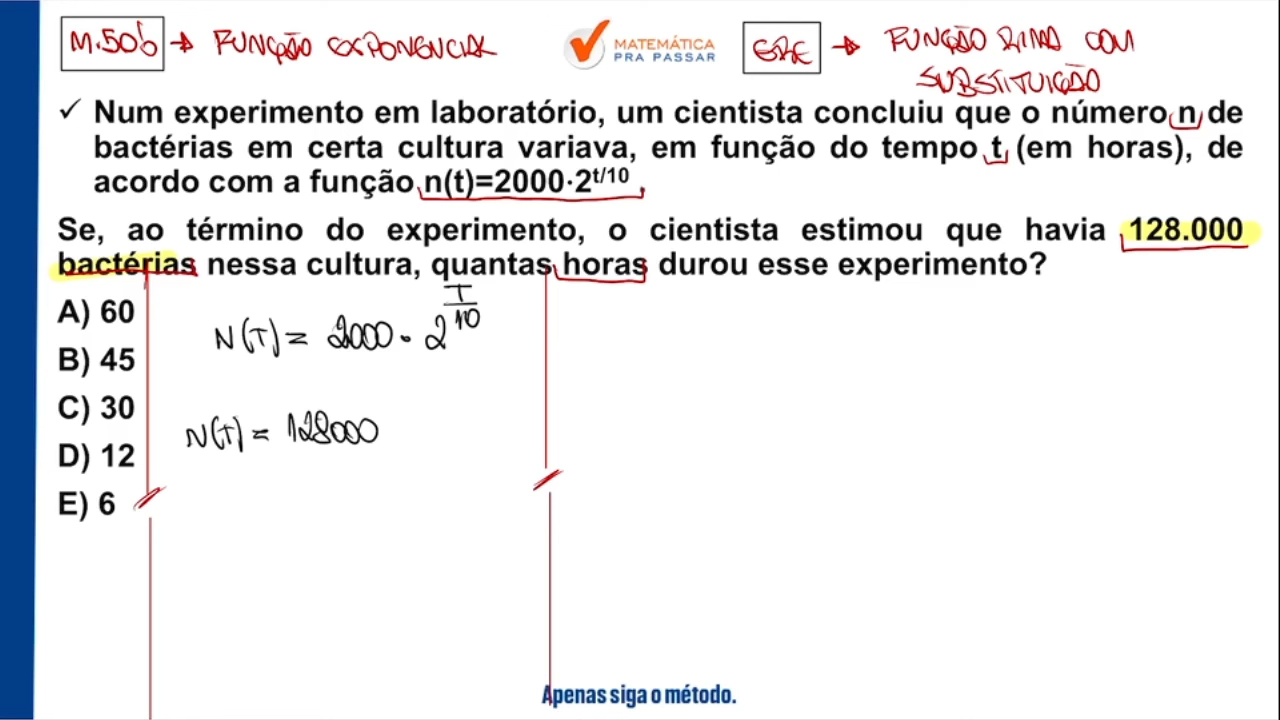 M.50% → FUNÇÃO EXPONENCIAL
MATEMÁTICA
PRA PASSAR
→ FUNÇÃO RIMA COM
SUBSTITUIÇÃO
✓ Num experimento em laboratório, um cientista concluiu que o número n de
bactérias em certa cultura variava, em função do tempo t (em horas), de
acordo com a função n(t)=2000·2^t/10.
Se, ao término do experimento, o cientista estimou que havia 128.000
bactérias nessa cultura, quantas horas durou esse experimento?
A) 60
B) 45
C) 30
D) 12
E) 6
N(T) = 2000 · 2^T/10
N(T) = 128000
Apenas siga o método.